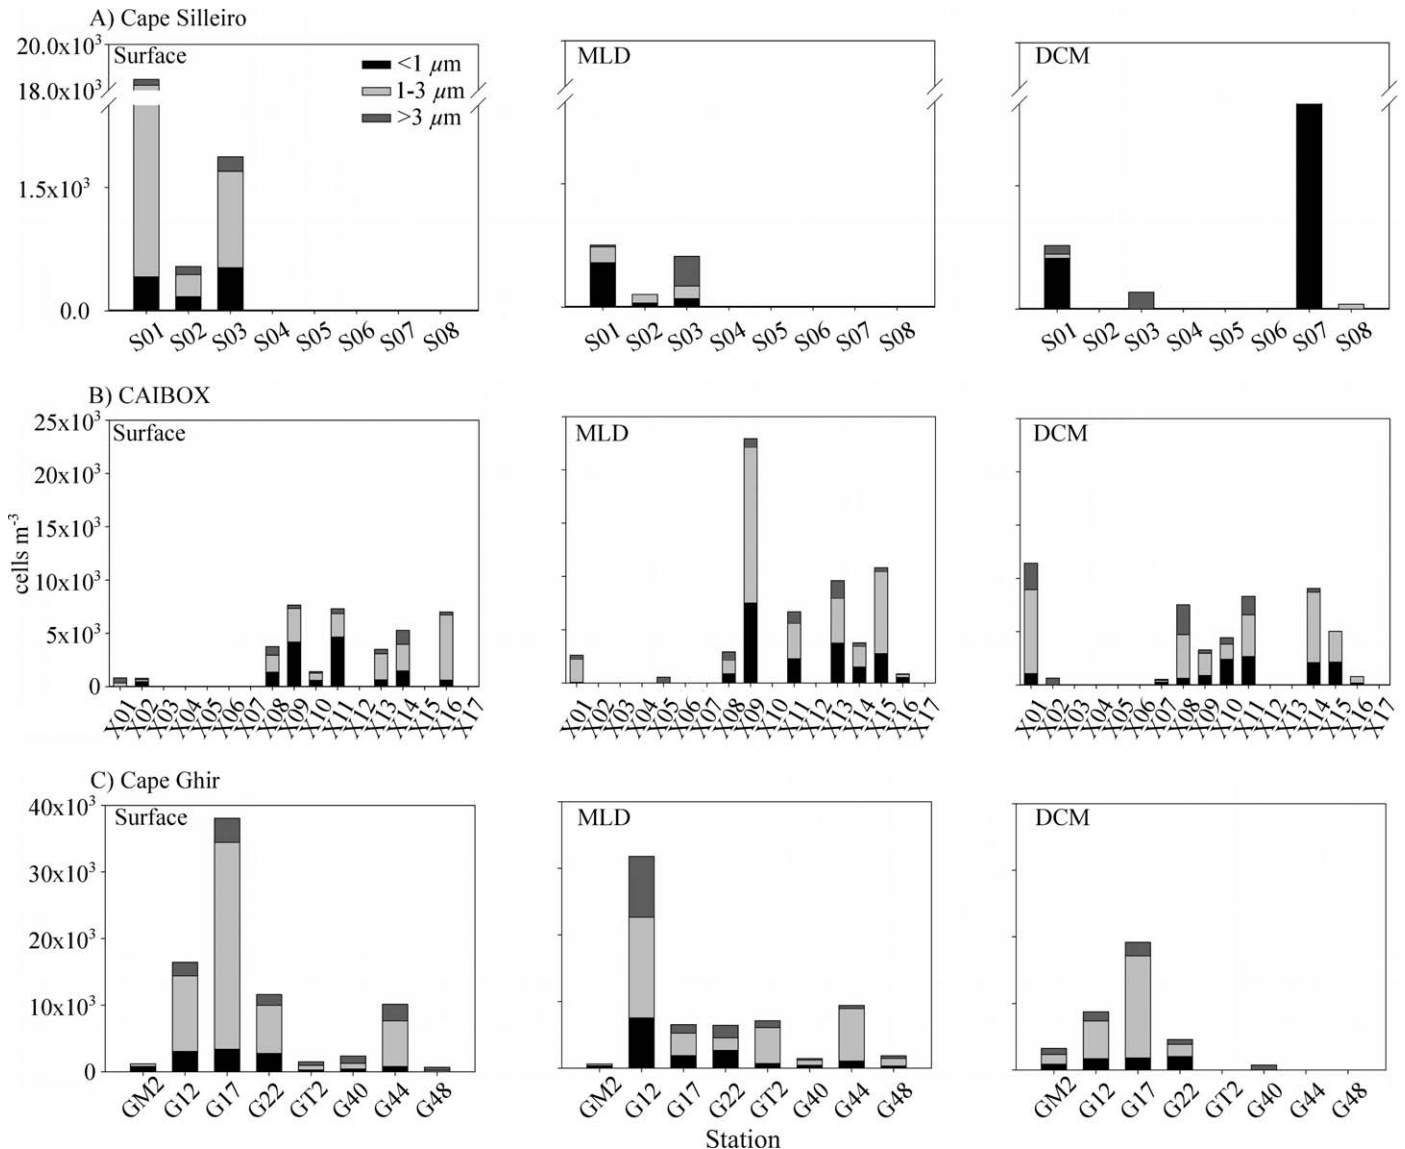 A) Cape Silleiro
20.0x10³
18.0x10³
1.5x10³
0.0
Surface
<1 µm
1-3 µm
>3 µm
S01 S02 S03 S04 S05 S06 S07 S08
MLD
S01 S02 S03 S04 S05 S06 S07 S08
DCM
S01 S02 S03 S04 S05 S06 S07 S08
B) CAIBOX
cells m⁻³
25x10³
20x10³
15x10³
10x10³
5x10³
0
Surface
X01 X02 X03 X04 X05 X06 X07 X08 X09 X10 X11 X12 X13 X14 X15 X16 X17
MLD
X01 X02 X03 X04 X05 X06 X07 X08 X09 X10 X11 X12 X13 X14 X15 X16 X17
DCM
X01 X02 X03 X04 X05 X06 X07 X08 X09 X10 X11 X12 X13 X14 X15 X16 X17
C) Cape Ghir
40x10³
30x10³
20x10³
10x10³
0
Surface
GM2 G12 G17 G22 GT2 G40 G44 G48
MLD
GM2 G12 G17 G22 GT2 G40 G44 G48
DCM
GM2 G12 G17 G22 GT2 G40 G44 G48
Station